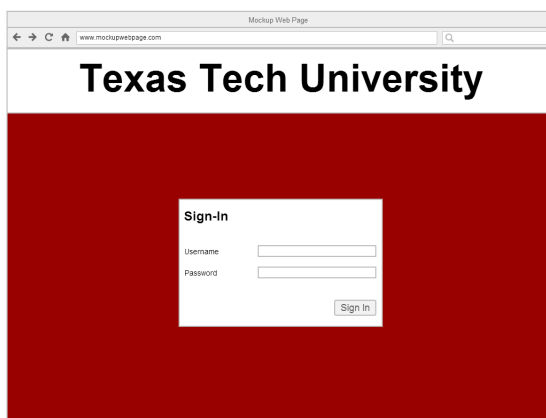 Mockup Web Page
www.mockupwebpage.com
Texas Tech University
Sign-In
Username
Password
Sign In